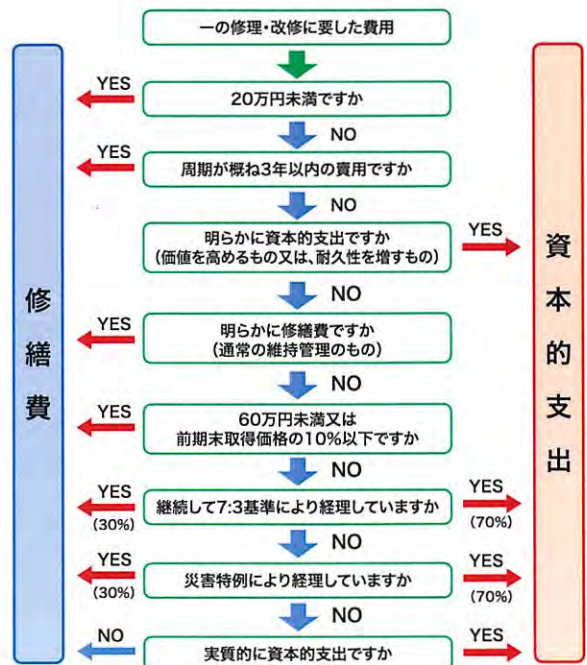 一の修理・改修に要した費用
YES
20万円未満ですか
NO
YES
周期が概ね3年以内の賣用ですか
NO
明らかに資本的支出ですか
(価値を高めるもの又は、耐久性を増すもの)
YES
NO
YES
明らかに修繕費ですか
(通常の維持管理のもの)
NO
YES
60万円未満又は
前期末取得価格の10%以下ですか
NO
YES
(30%)
継続して7:3基準により経理していますか
YES
(70%)
NO
YES
(30%)
災害特例により経理していますか
YES
(70%)
NO
NO
実質的に資本的支出ですか
YES
修繕費
資本的支出